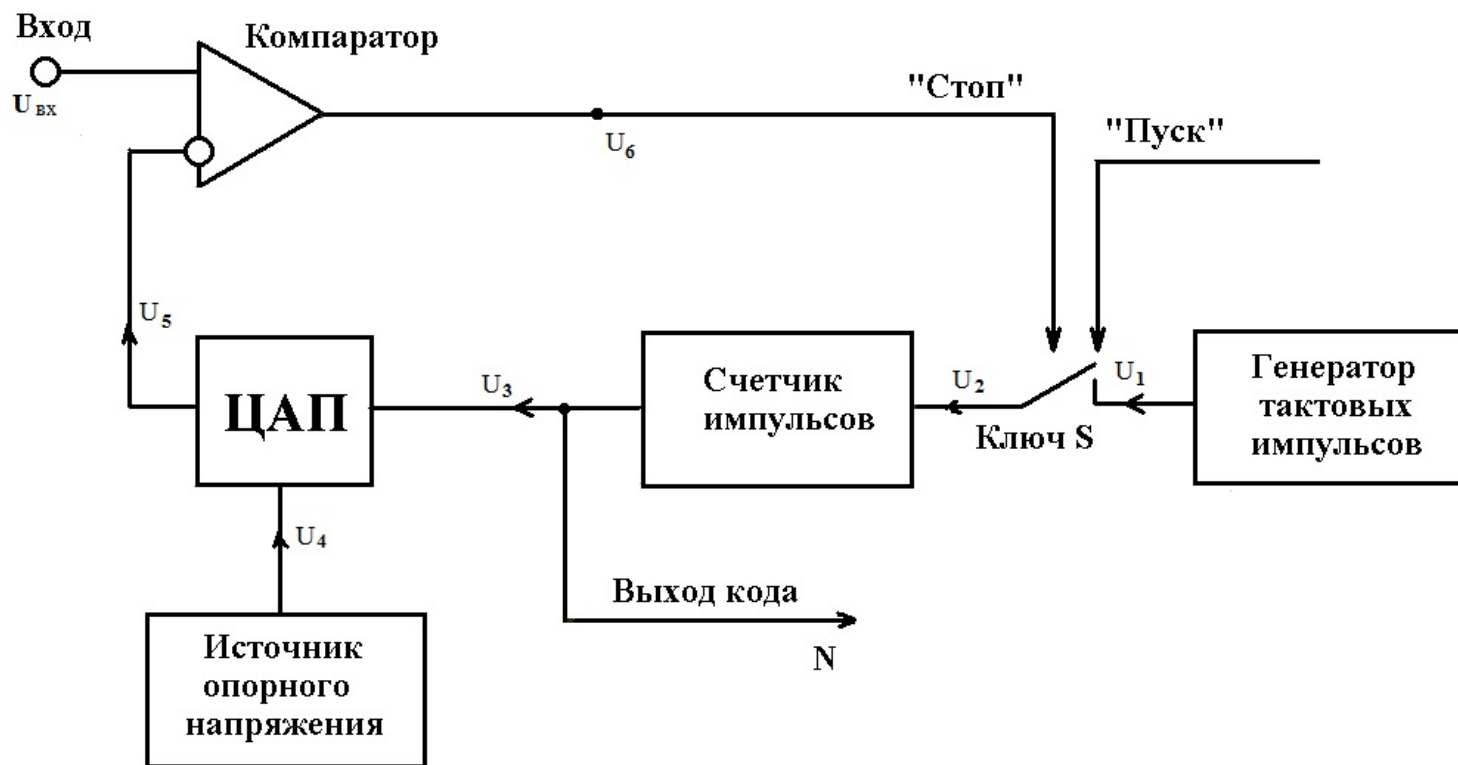 Вход
Компаратор
U вх
"Стоп"
"Пуск"
U6
U5
ЦАП
U3
Счетчик
импульсов
U2
Ключ S
U1
Генератор
тактовых
импульсов
U4
Выход кода
N
Источник
опорного
напряжения